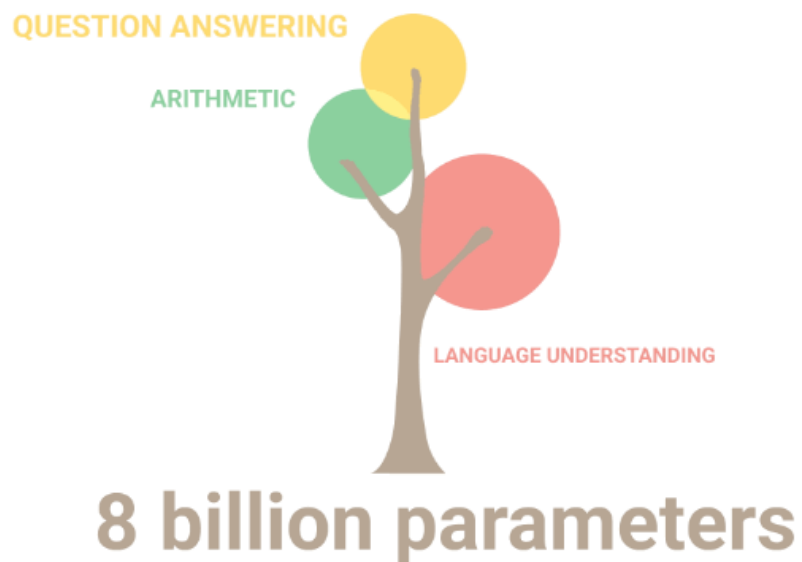 QUESTION ANSWERING
ARITHMETIC
LANGUAGE UNDERSTANDING
8 billion parameters